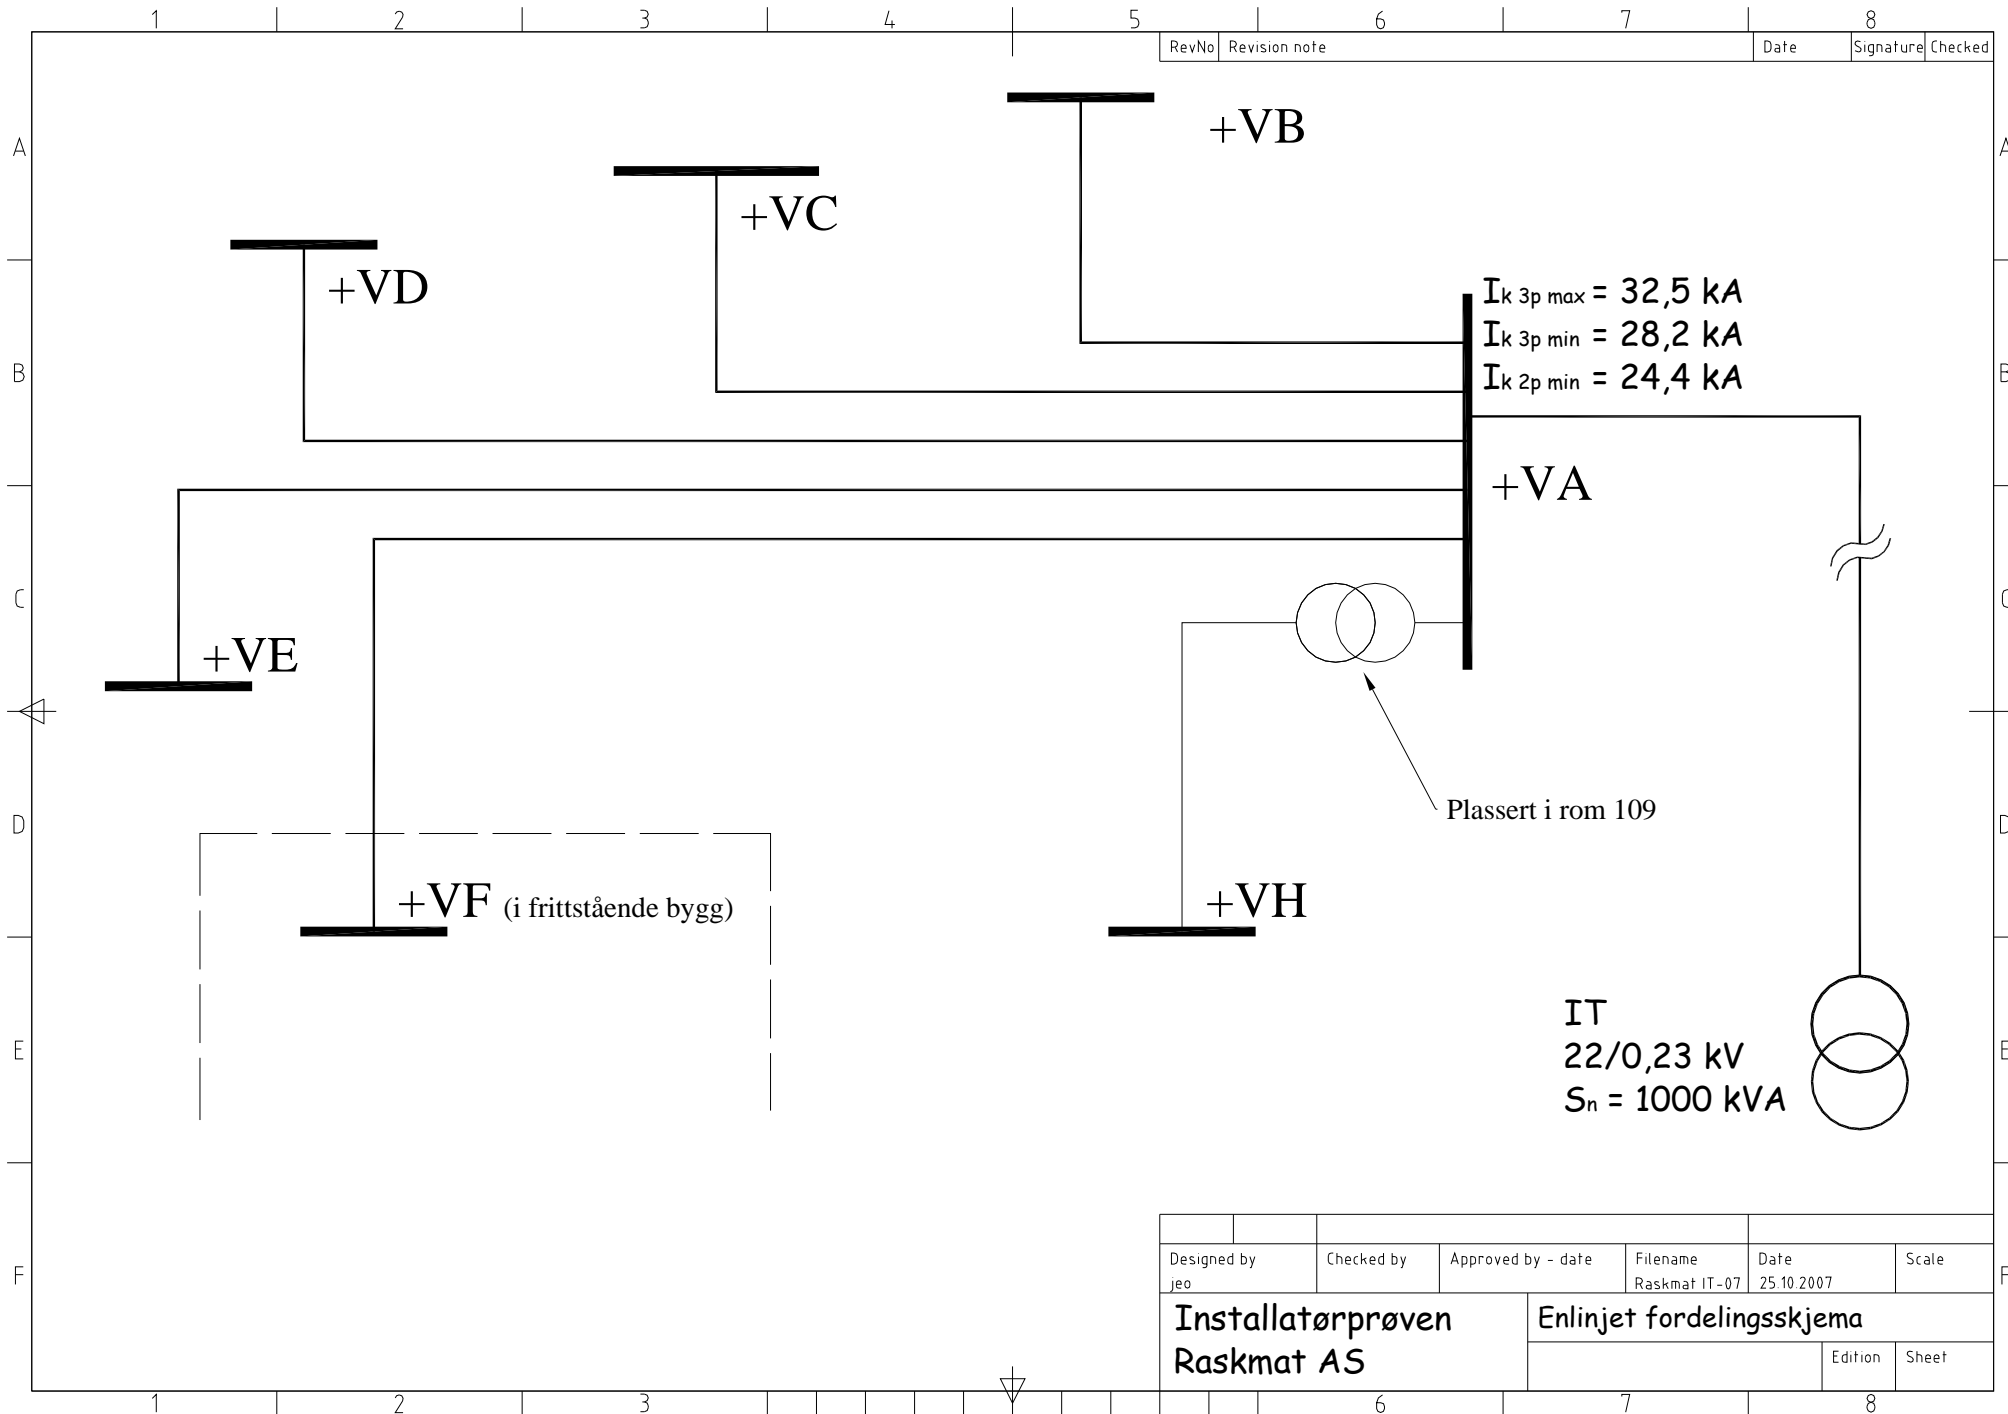 1 2 3 4 5 6 7 8
RevNo Revision note Date Signature Checked
A A
+VB
+VC
+VD
Ik 3p max = 32,5 kA
Ik 3p min = 28,2 kA
Ik 2p min = 24,4 kA
B B
+VA
C C
+VE
Plassert i rom 109
D D
+VF (i frittstående bygg)
+VH
IT
22/0,23 kV
Sn = 1000 kVA
E E
Designed by Checked by Approved by - date Filename Date Scale
jeo Raskmat IT-07 25.10.2007
F F
Installatørprøven
Raskmat AS
Enlinjet fordelingsskjema
Edition Sheet
1 2 3 6 7 8